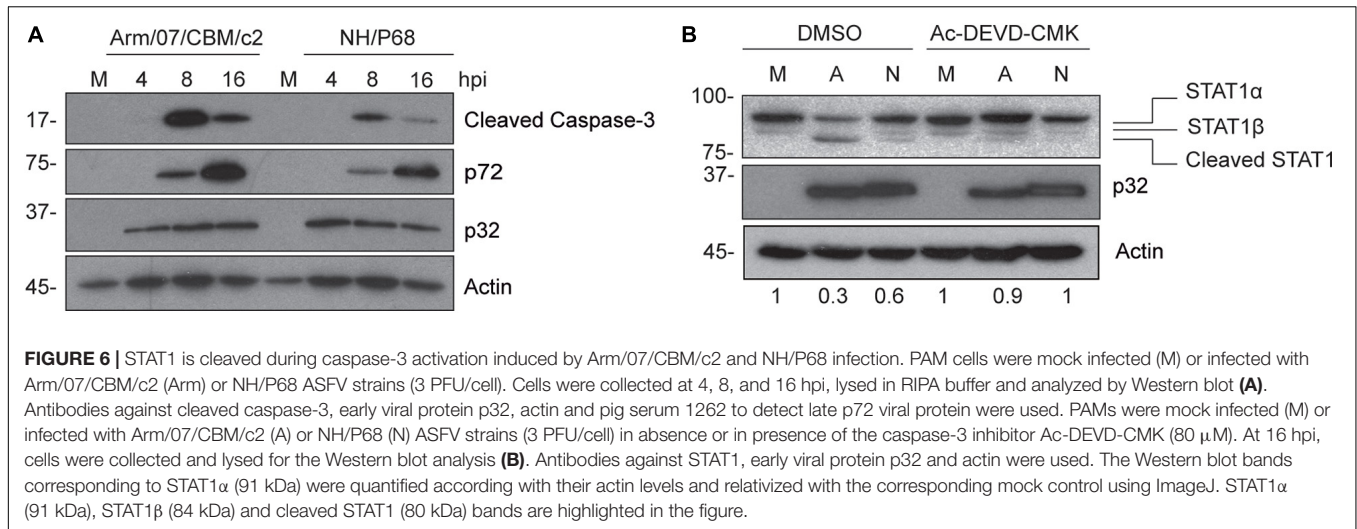 A
B
Arm/07/CBM/c2 NH/P68
DMSO Ac-DEVD-CMK
M 4 8 16 M 4 8 16 hpi
M A N M A N
17- Cleaved Caspase-3
75- p72
37- p32
45- Actin
100-
75-
STAT1α
STAT1β
Cleaved STAT1
37- p32
45- Actin
1 0.3 0.6 1 0.9 1
FIGURE 6 | STAT1 is cleaved during caspase-3 activation induced by Arm/07/CBM/c2 and NH/P68 infection. PAM cells were mock infected (M) or infected with
Arm/07/CBM/c2 (Arm) or NH/P68 ASFV strains (3 PFU/cell). Cells were collected at 4, 8, and 16 hpi, lysed in RIPA buffer and analyzed by Western blot (A).
Antibodies against cleaved caspase-3, early viral protein p32, actin and pig serum 1262 to detect late p72 viral protein were used. PAMs were mock infected (M) or
infected with Arm/07/CBM/c2 (A) or NH/P68 (N) ASFV strains (3 PFU/cell) in absence or in presence of the caspase-3 inhibitor Ac-DEVD-CMK (80 μM). At 16 hpi,
cells were collected and lysed for the Western blot analysis (B). Antibodies against STAT1, early viral protein p32 and actin were used. The Western blot bands
corresponding to STAT1α (91 kDa) were quantified according with their actin levels and relativized with the corresponding mock control using ImageJ. STAT1α
(91 kDa), STAT1β (84 kDa) and cleaved STAT1 (80 kDa) bands are highlighted in the figure.